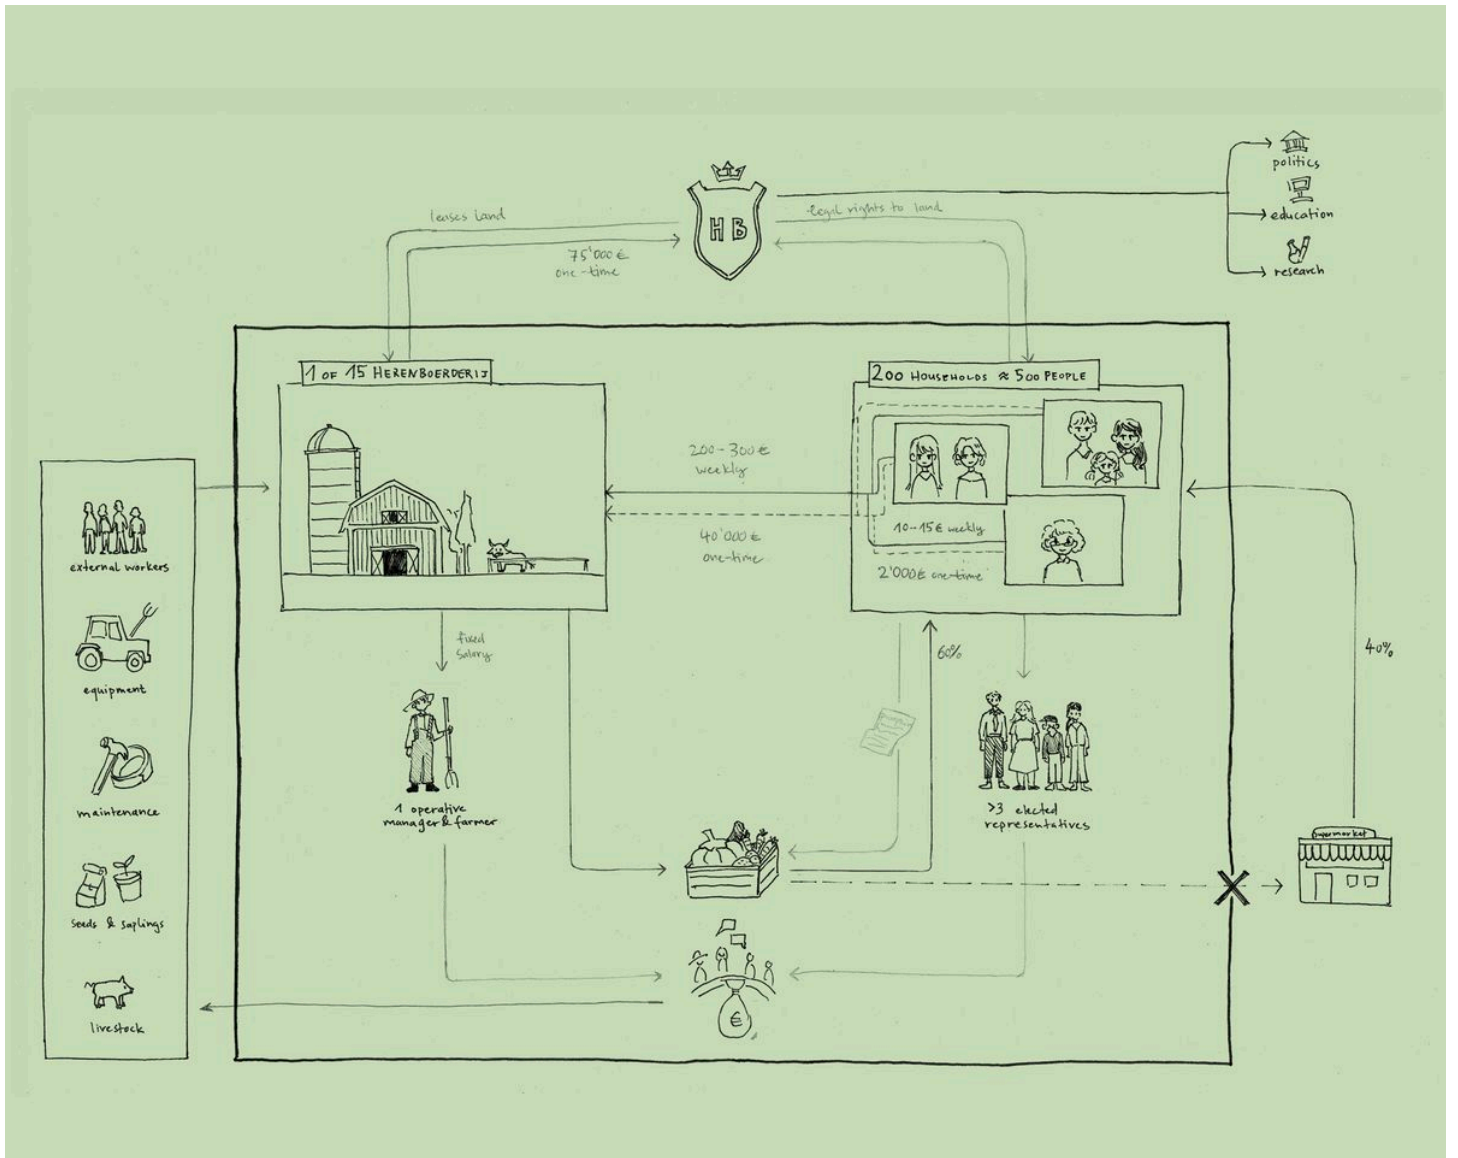 politics
education
research
HB
leases land
legal rights to land
75'000 €
one-time
1 OF 15 HERENBOERDERIJ
200 HOUSEHOLDS ≈ 500 PEOPLE
200-300 €
weekly
40'000 €
one-time
10-15€ weekly
2'000€ one-time
external workers
equipment
maintenance
seeds & saplings
livestock
fixed
salary
1 operative
manager & farmer
60%
>3 elected
representatives
40%
supermarket
€